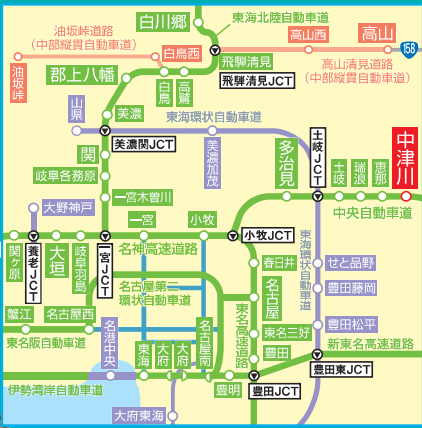 白川郷
東海北陸自動車道
油坂峠道路
（中部縦貫自動車道）
高山西
高山
158
白鳥西
飛騨清見
飛騨清見JCT
油坂峠
郡上八幡
白鳥
高鷲
高山清見道路
（中部縦貫自動車道）
山県
美濃
東海環状自動車道
美濃関JCT
関
美濃加茂
多治見
土岐JCT
土岐
瑞浪
恵那
中津川
岐阜各務原
一宮木曽川
大野神戸
一宮
小牧
中央自動車道
関ヶ原
養老JCT
大垣
岐阜羽島
一宮JCT
名神高速道路
小牧JCT
春日井
東海環状自動車道
せと品野
名古屋第二
環状自動車道
名古屋
豊田藤岡
蟹江
名古屋西
名港中央
名古屋南
東名高速道路
東名三好
豊田松平
東名阪自動車道
東海
大府
大府
豊田
新東名高速道路
豊田東JCT
伊勢湾岸自動車道
豊明
豊田JCT
大府東海